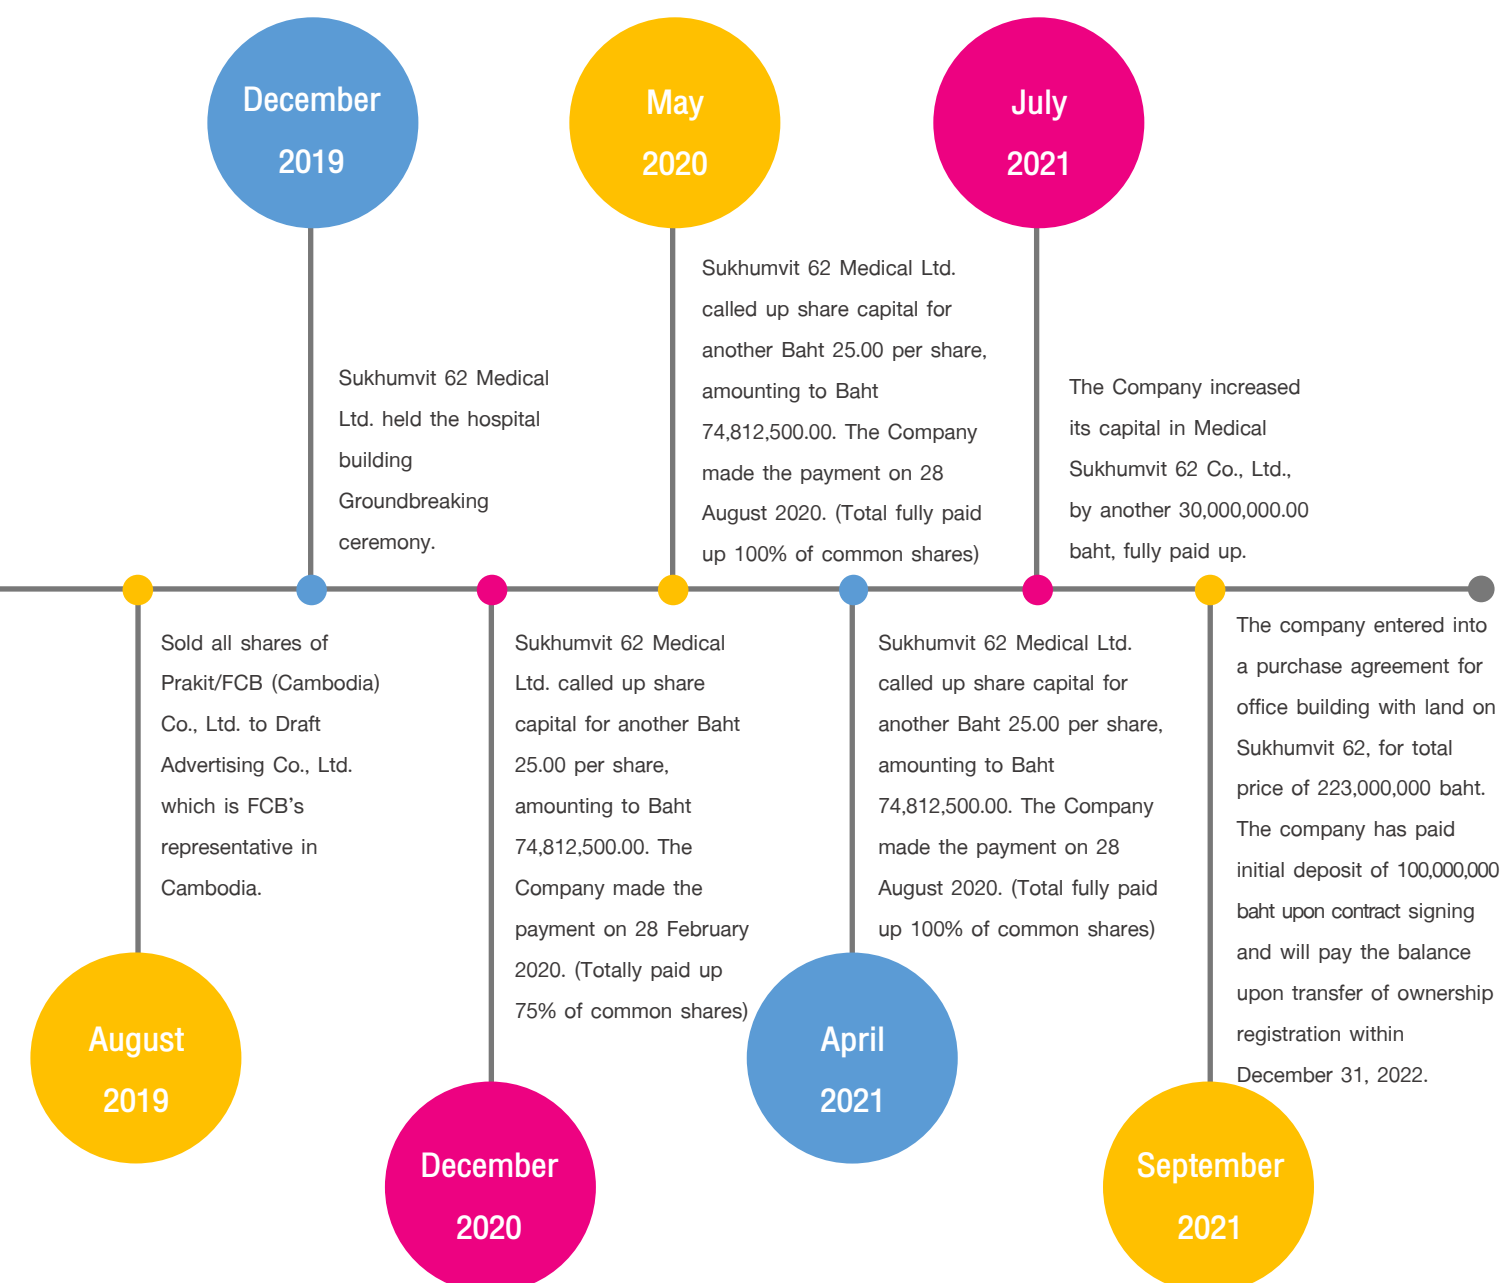 December
2019
May
2020
July
2021
Sukhumvit 62 Medical
Ltd. held the hospital
building
Groundbreaking
ceremony.
Sukhumvit 62 Medical Ltd.
called up share capital for
another Baht 25.00 per share,
amounting to Baht
74,812,500.00. The Company
made the payment on 28
August 2020. (Total fully paid
up 100% of common shares)
The Company increased
its capital in Medical
Sukhumvit 62 Co., Ltd.,
by another 30,000,000.00
baht, fully paid up.
Sold all shares of
Prakit/FCB (Cambodia)
Co., Ltd. to Draft
Advertising Co., Ltd.
which is FCB’s
representative in
Cambodia.
August
2019
Sukhumvit 62 Medical
Ltd. called up share
capital for another Baht
25.00 per share,
amounting to Baht
74,812,500.00. The
Company made the
payment on 28 February
2020. (Totally paid up
75% of common shares)
December
2020
Sukhumvit 62 Medical Ltd.
called up share capital for
another Baht 25.00 per share,
amounting to Baht
74,812,500.00. The Company
made the payment on 28
August 2020. (Total fully paid
up 100% of common shares)
April
2021
The company entered into
a purchase agreement for
office building with land on
Sukhumvit 62, for total
price of 223,000,000 baht.
The company has paid
initial deposit of 100,000,000
baht upon contract signing
and will pay the balance
upon transfer of ownership
registration within
December 31, 2022.
September
2021